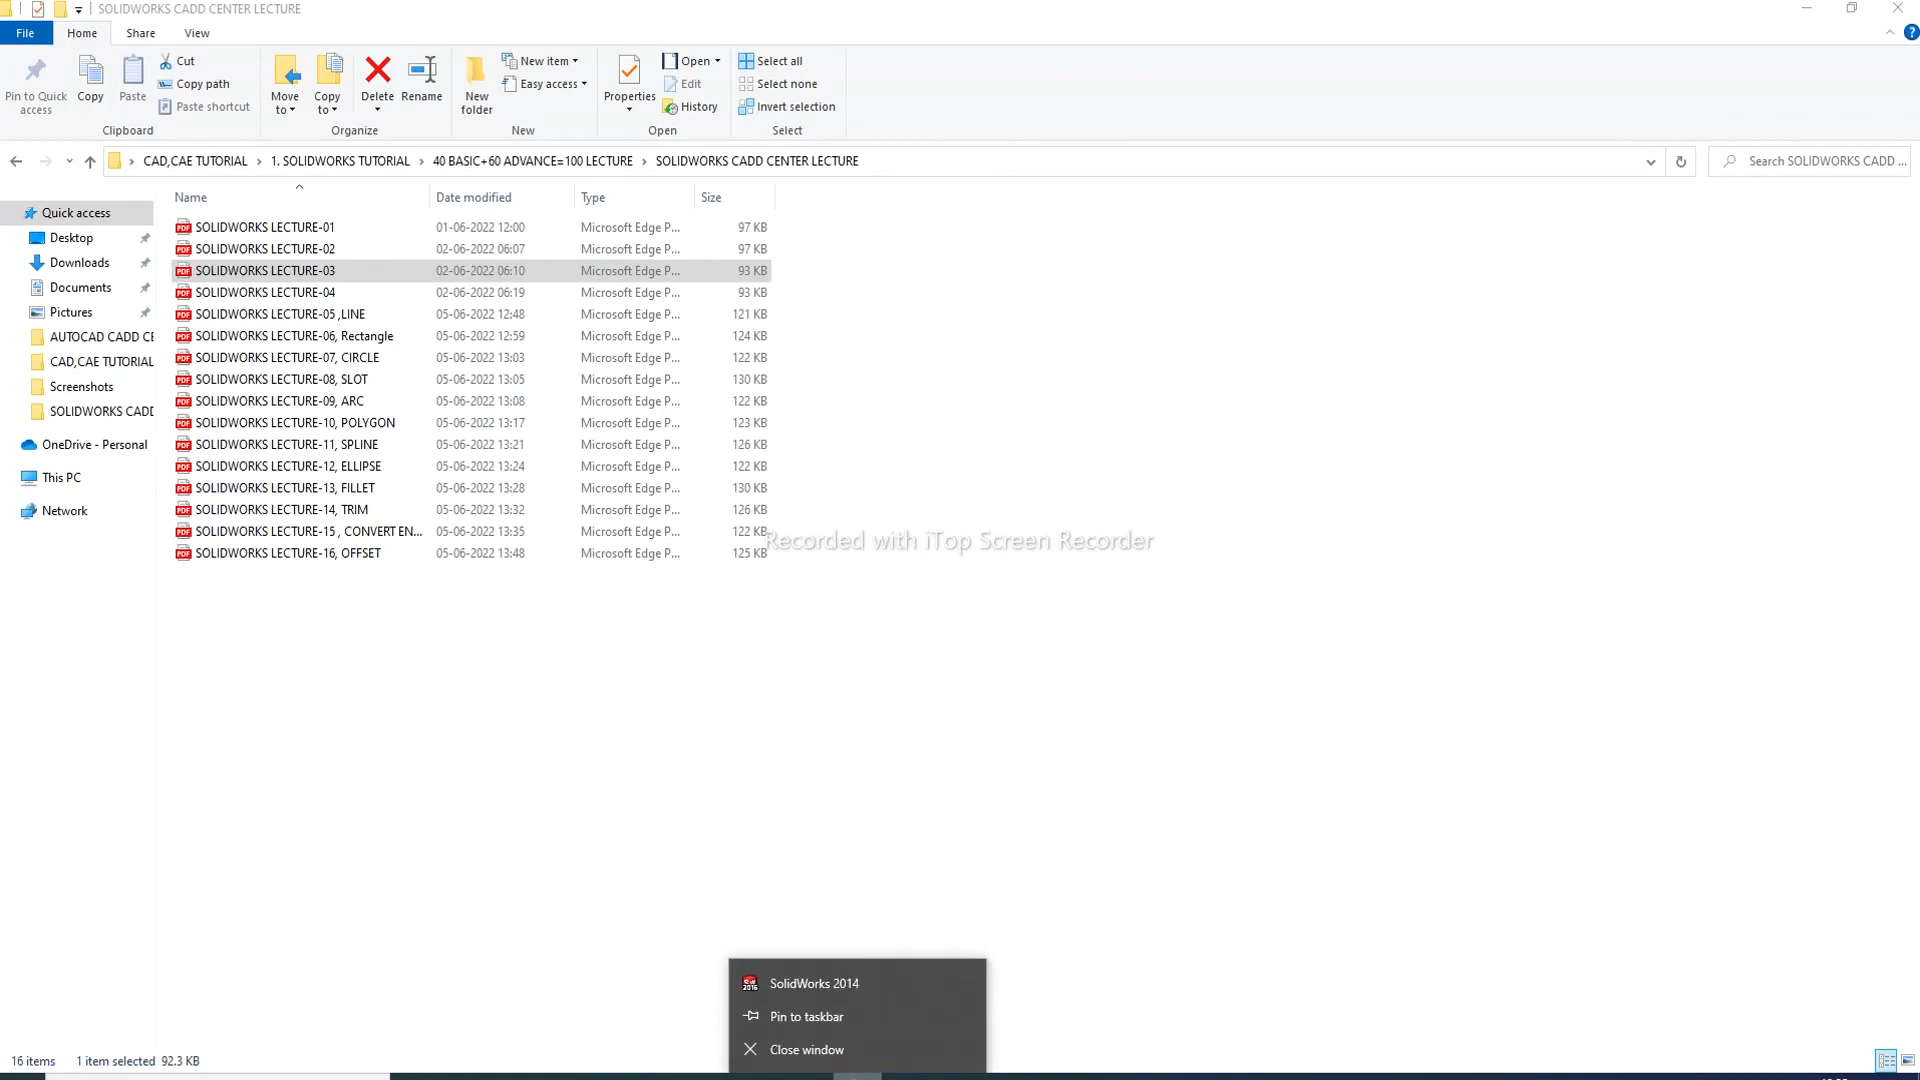 SOLIDWORKS CADD CENTER LECTURE
File Home Share View
Pin to Quick access
Copy
Paste
Cut
Copy path
Paste shortcut
Clipboard
Move to
Copy to
Delete
Rename
Organize
New folder
New item
Easy access
New
Properties
Open
Edit
History
Open
Select all
Select none
Invert selection
Select
CAD,CAE TUTORIAL > 1. SOLIDWORKS TUTORIAL > 40 BASIC+60 ADVANCE=100 LECTURE > SOLIDWORKS CADD CENTER LECTURE
Search SOLIDWORKS CADD ...
Quick access
Desktop
Downloads
Documents
Pictures
AUTOCAD CADD CE
CAD,CAE TUTORIAL
Screenshots
SOLIDWORKS CADD
OneDrive - Personal
This PC
Network
Name Date modified Type Size
SOLIDWORKS LECTURE-01 01-06-2022 12:00 Microsoft Edge P... 97 KB
SOLIDWORKS LECTURE-02 02-06-2022 06:07 Microsoft Edge P... 97 KB
SOLIDWORKS LECTURE-03 02-06-2022 06:10 Microsoft Edge P... 93 KB
SOLIDWORKS LECTURE-04 02-06-2022 06:19 Microsoft Edge P... 93 KB
SOLIDWORKS LECTURE-05 ,LINE 05-06-2022 12:48 Microsoft Edge P... 121 KB
SOLIDWORKS LECTURE-06, Rectangle 05-06-2022 12:59 Microsoft Edge P... 124 KB
SOLIDWORKS LECTURE-07, CIRCLE 05-06-2022 13:03 Microsoft Edge P... 122 KB
SOLIDWORKS LECTURE-08, SLOT 05-06-2022 13:05 Microsoft Edge P... 130 KB
SOLIDWORKS LECTURE-09, ARC 05-06-2022 13:08 Microsoft Edge P... 122 KB
SOLIDWORKS LECTURE-10, POLYGON 05-06-2022 13:17 Microsoft Edge P... 123 KB
SOLIDWORKS LECTURE-11, SPLINE 05-06-2022 13:21 Microsoft Edge P... 126 KB
SOLIDWORKS LECTURE-12, ELLIPSE 05-06-2022 13:24 Microsoft Edge P... 122 KB
SOLIDWORKS LECTURE-13, FILLET 05-06-2022 13:28 Microsoft Edge P... 130 KB
SOLIDWORKS LECTURE-14, TRIM 05-06-2022 13:32 Microsoft Edge P... 126 KB
SOLIDWORKS LECTURE-15 , CONVERT EN... 05-06-2022 13:35 Microsoft Edge P... 122 KB
SOLIDWORKS LECTURE-16, OFFSET 05-06-2022 13:48 Microsoft Edge P... 125 KB
Recorded with iTop Screen Recorder
SolidWorks 2014
Pin to taskbar
Close window
16 items 1 item selected 92.3 KB